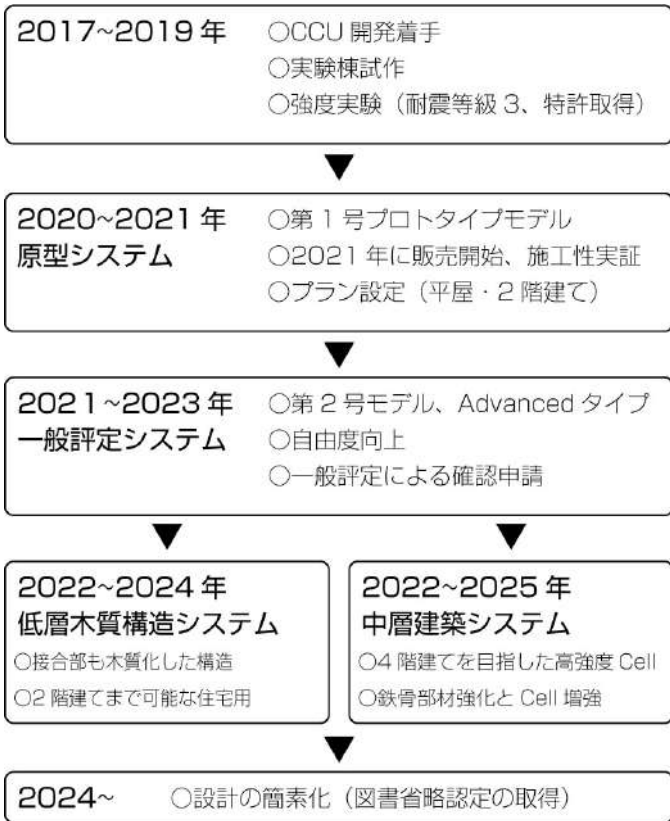 2017~2019年 ○CCU開発着手
○実験棟試作
○強度実験（耐震等級3、特許取得）
2020~2021年 ○第1号プロトタイプモデル
原型システム ○2021年に販売開始、施工性実証
○プラン設定（平屋・2階建て）
2021~2023年 ○第2号モデル、Advancedタイプ
一般評定システム ○自由度向上
○一般評定による確認申請
2022~2024年
低層木質構造システム
○接合部も木質化した構造
○2階建てまで可能な住宅用
2022~2025年
中層建築システム
○4階建てを目指した高強度Cell
○鉄骨部材強化とCell増強
2024~ ○設計の簡素化（図書省略認定の取得）